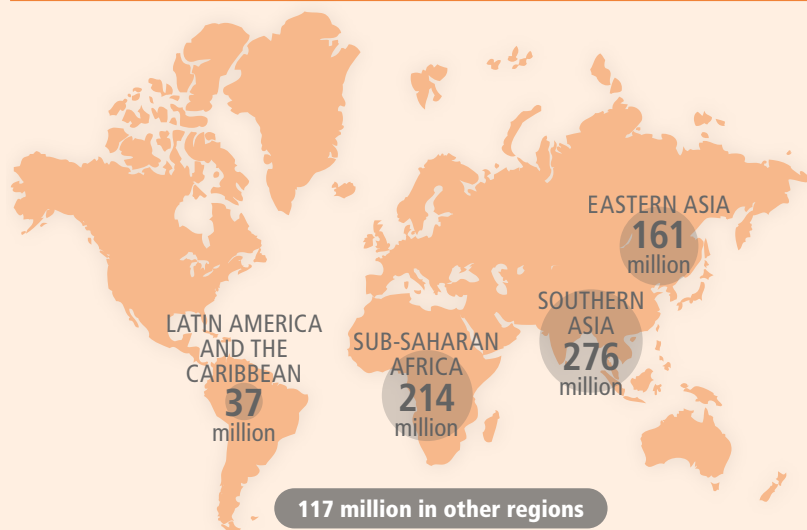 EASTERN ASIA
161
million
SOUTHERN
ASIA
276
million
LATIN AMERICA
AND THE
CARIBBEAN
37
million
SUB-SAHARAN
AFRICA
214
million
117 million in other regions